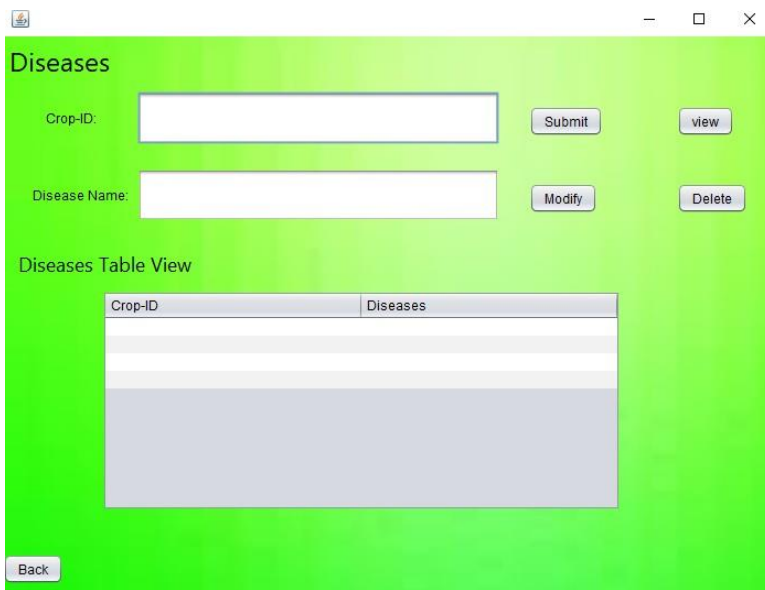 Diseases
Crop-ID:
Submit
view
Disease Name:
Modify
Delete
Diseases Table View
Crop-ID Diseases
Back